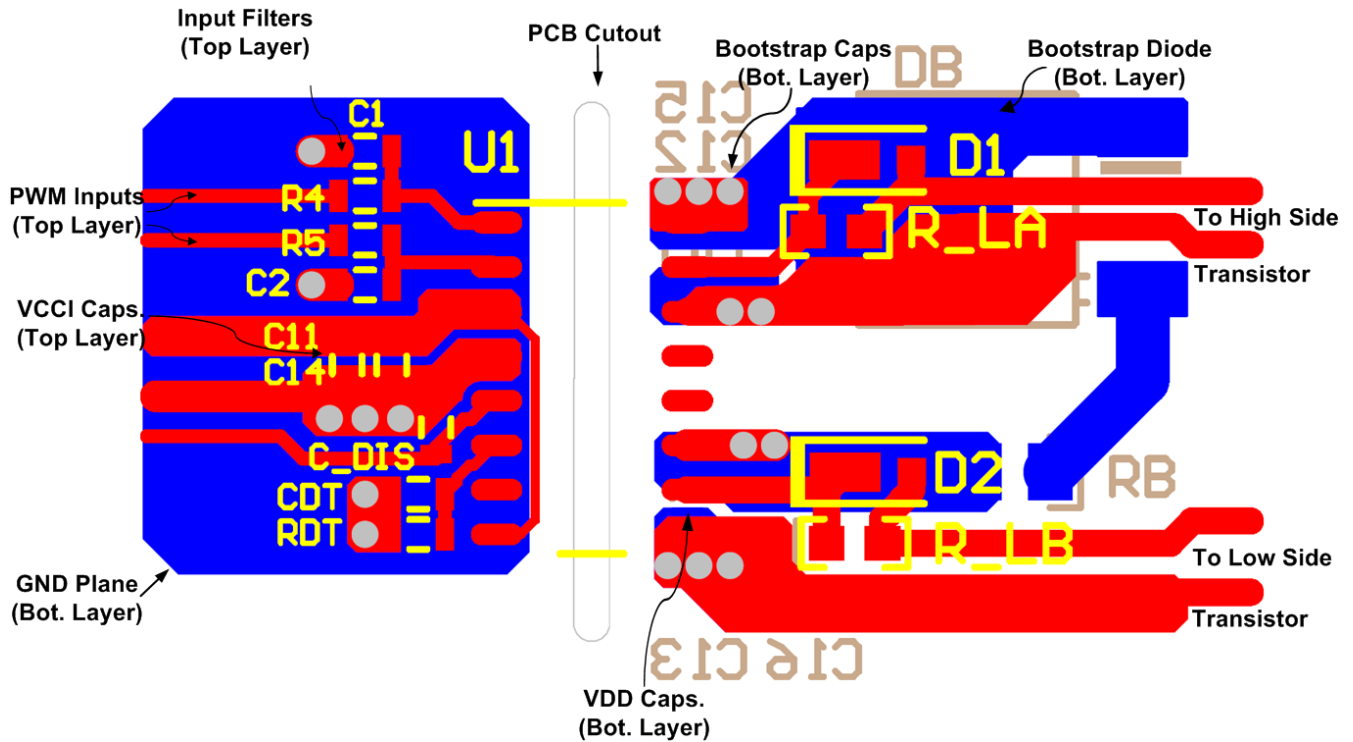 Input Filters
(Top Layer)
PCB Cutout
Bootstrap Caps
(Bot. Layer)
Bootstrap Diode
(Bot. Layer)
DB
C15
C12
C1
U1
D1
PWM Inputs
(Top Layer)
R4
R5
R_LA
To High Side
Transistor
C2
VCCI Caps.
(Top Layer)
C11
C14
C_DIS
CDT
RDT
D2
RB
R_LB
To Low Side
Transistor
GND Plane
(Bot. Layer)
C13 C16
VDD Caps.
(Bot. Layer)